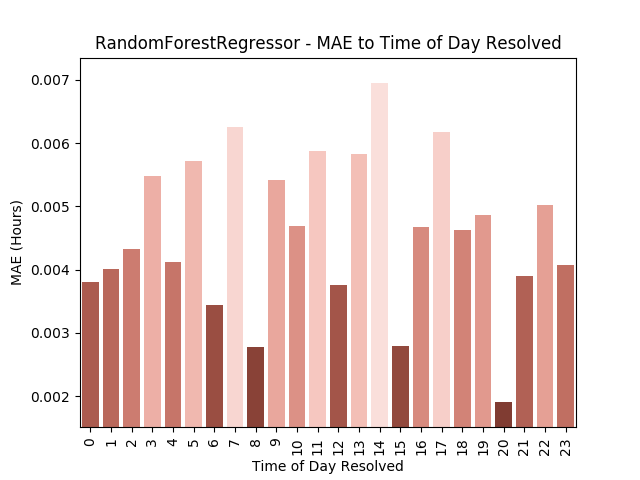 RandomForestRegressor - MAE to Time of Day Resolved
0.007
0.006
0.005
0.004
0.003
0.002
MAE (Hours)
0 1 2 3 4 5 6 7 8 9 10 11 12 13 14 15 16 17 18 19 20 21 22 23
Time of Day Resolved